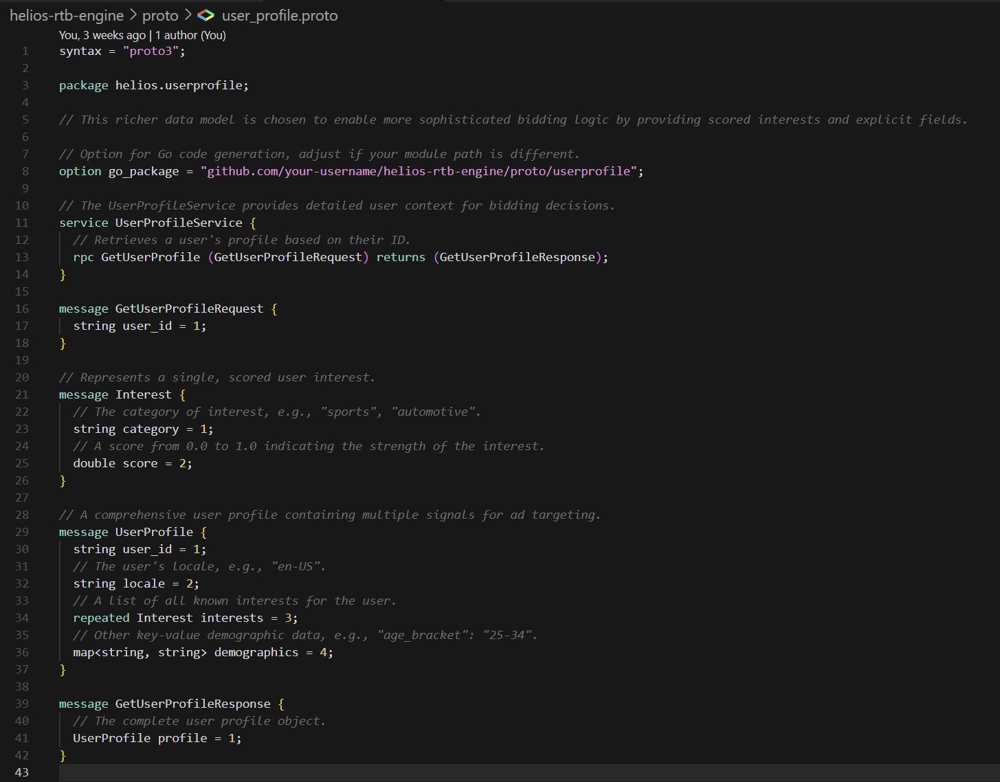 helios-rtb-engine > proto > user_profile.proto
You, 3 weeks ago | 1 author (You)
1 syntax = "proto3";
2
3 package helios.userprofile;
4
5 // This richer data model is chosen to enable more sophisticated bidding logic by providing scored interests and explicit fields.
6
7 // Option for Go code generation, adjust if your module path is different.
8 option go_package = "github.com/your-username/helios-rtb-engine/proto/userprofile";
9
10 // The UserProfileService provides detailed user context for bidding decisions.
11 service UserProfileService {
12   // Retrieves a user's profile based on their ID.
13   rpc GetUserProfile (GetUserProfileRequest) returns (GetUserProfileResponse);
14 }
15
16 message GetUserProfileRequest {
17   string user_id = 1;
18 }
19
20 // Represents a single, scored user interest.
21 message Interest {
22   // The category of interest, e.g., "sports", "automotive".
23   string category = 1;
24   // A score from 0.0 to 1.0 indicating the strength of the interest.
25   double score = 2;
26 }
27
28 // A comprehensive user profile containing multiple signals for ad targeting.
29 message UserProfile {
30   string user_id = 1;
31   // The user's locale, e.g., "en-US".
32   string locale = 2;
33   // A list of all known interests for the user.
34   repeated Interest interests = 3;
35   // Other key-value demographic data, e.g., "age_bracket": "25-34".
36   map<string, string> demographics = 4;
37 }
38
39 message GetUserProfileResponse {
40   // The complete user profile object.
41   UserProfile profile = 1;
42 }
43